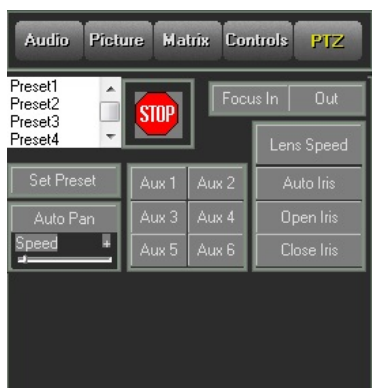 Audio Picture Matrix Controls PTZ
Preset1
Preset2
Preset3
Preset4
STOP
Focus In Out
Lens Speed
Set Preset
Aux 1 Aux 2
Auto Iris
Auto Pan
Aux 3 Aux 4
Open Iris
Speed +
Aux 5 Aux 6
Close Iris